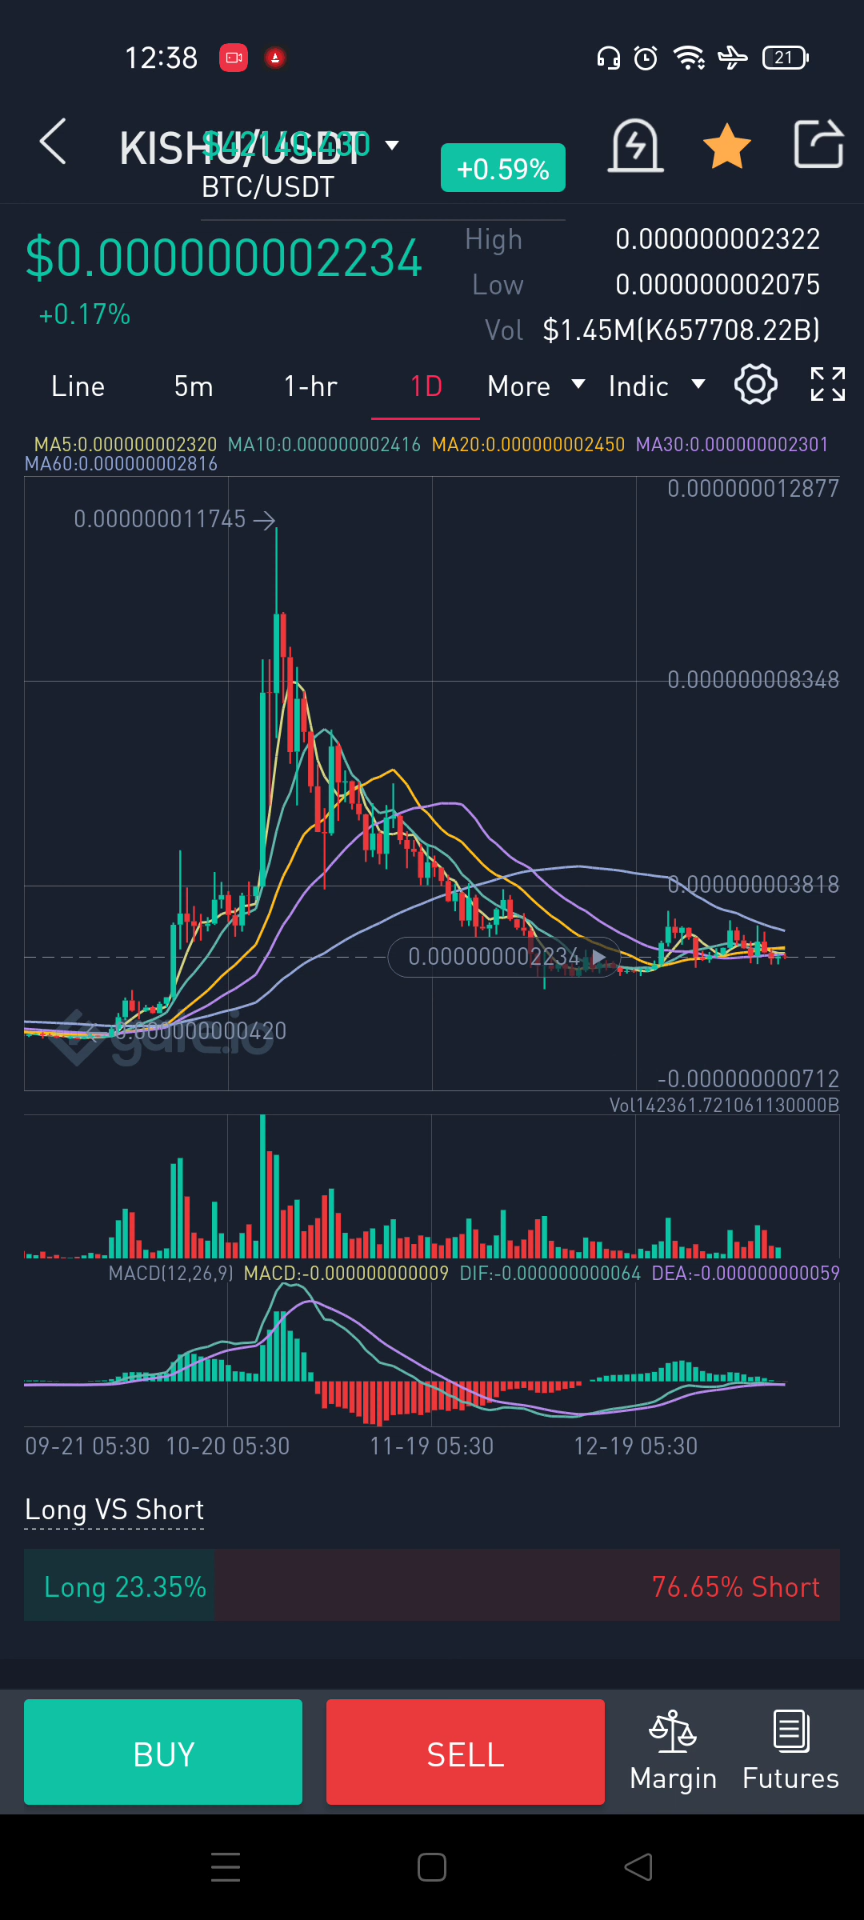 12:38
21
KISHU/USDT
$42140.430
BTC/USDT
+0.59%
$0.000000002234
+0.17%
High 0.000000002322
Low 0.000000002075
Vol $1.45M(K657708.22B)
Line 5m 1-hr 1D More Indic
MA5:0.000000002320 MA10:0.000000002416 MA20:0.000000002450 MA30:0.000000002301
MA60:0.000000002816
0.000000012877
0.000000011745
0.000000008348
0.000000003818
0.000000002234
0.000000000420
gate.io
-0.000000000712
Vol142361.721061130000B
MACD(12,26,9) MACD:-0.000000000009 DIF:-0.000000000064 DEA:-0.000000000059
09-21 05:30 10-20 05:30 11-19 05:30 12-19 05:30
Long VS Short
Long 23.35% 76.65% Short
BUY SELL Margin Futures